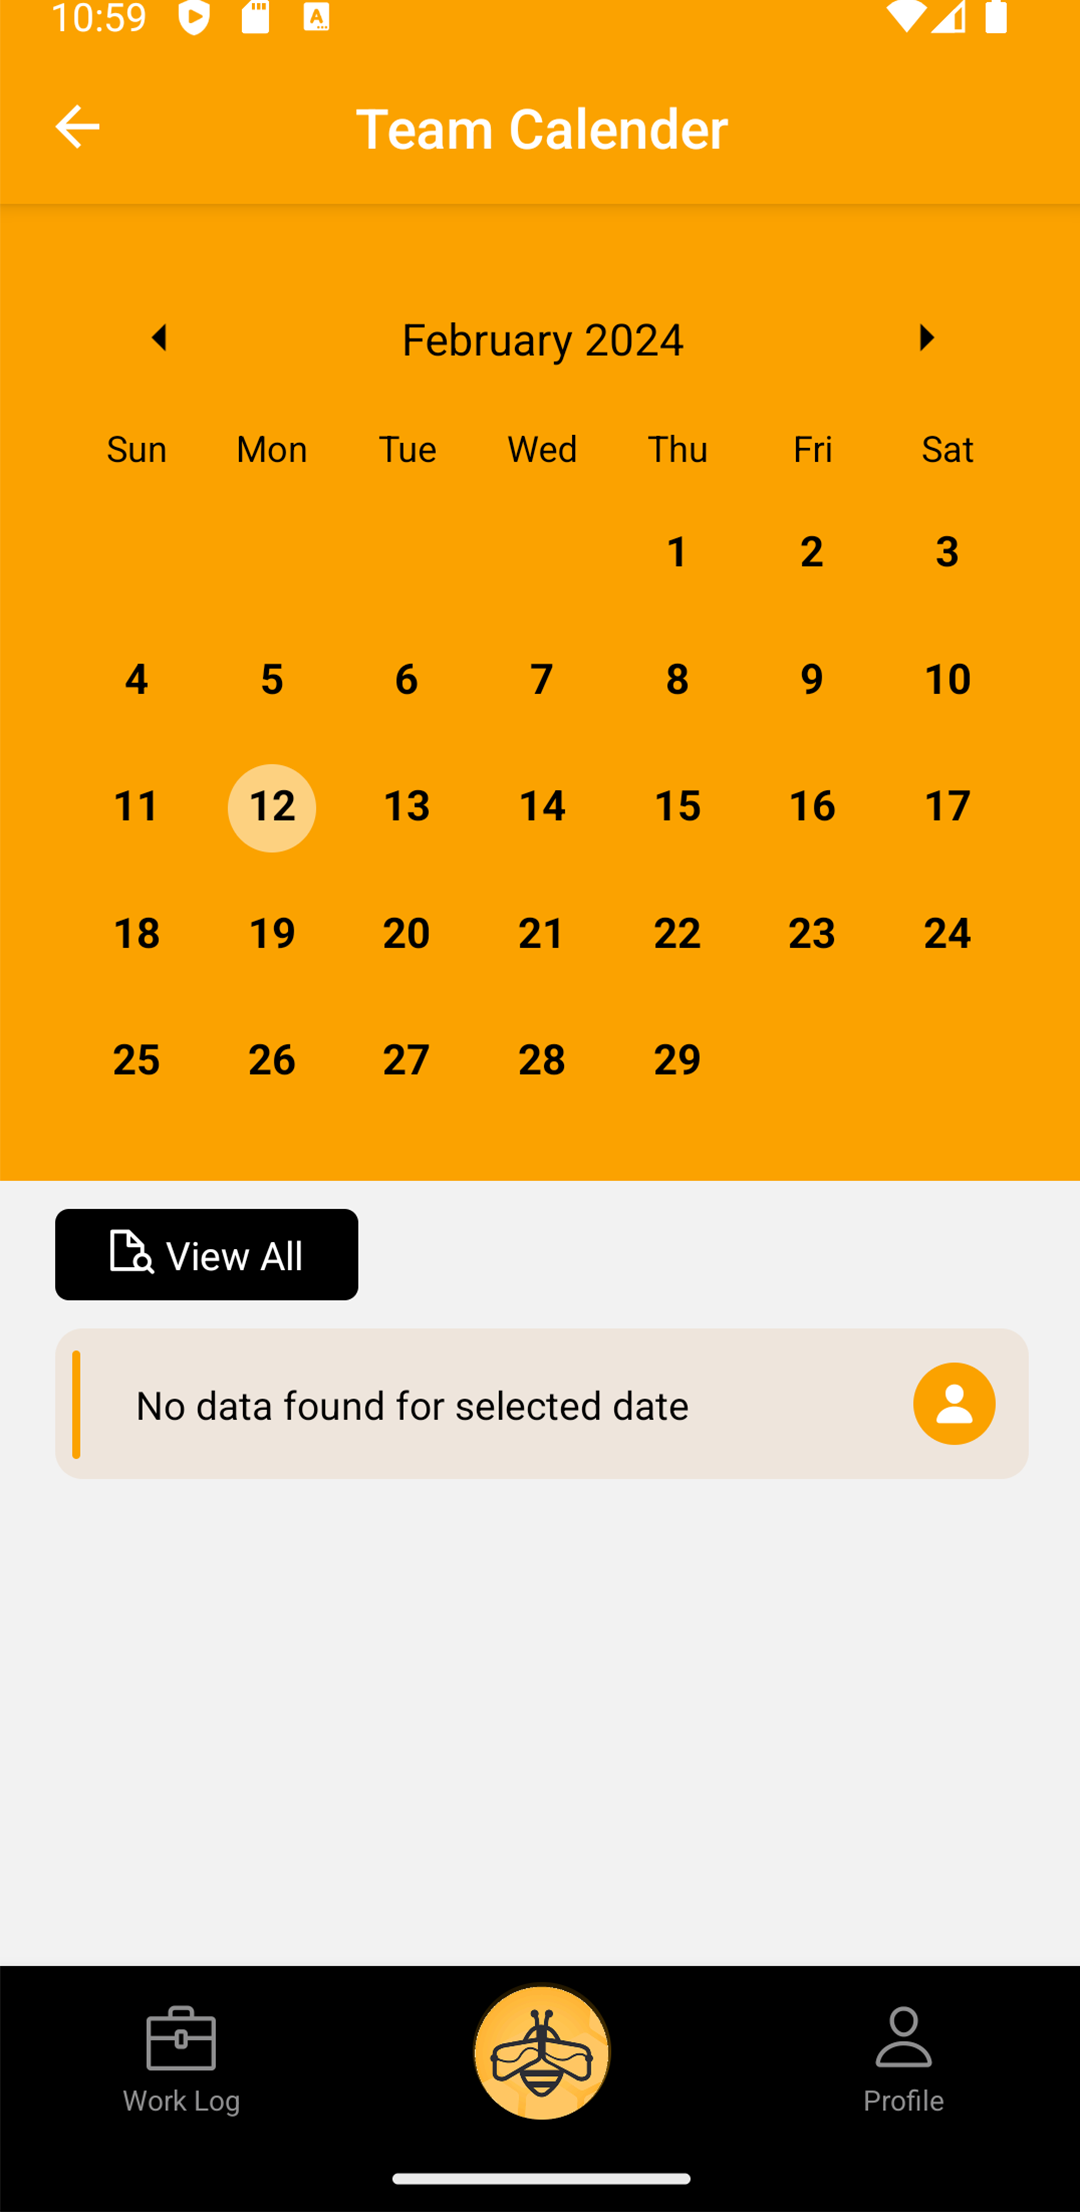 10:59
Team Calender
February 2024
Sun Mon Tue Wed Thu Fri Sat
1 2 3
4 5 6 7 8 9 10
11 12 13 14 15 16 17
18 19 20 21 22 23 24
25 26 27 28 29
View All
No data found for selected date
Work Log
Profile